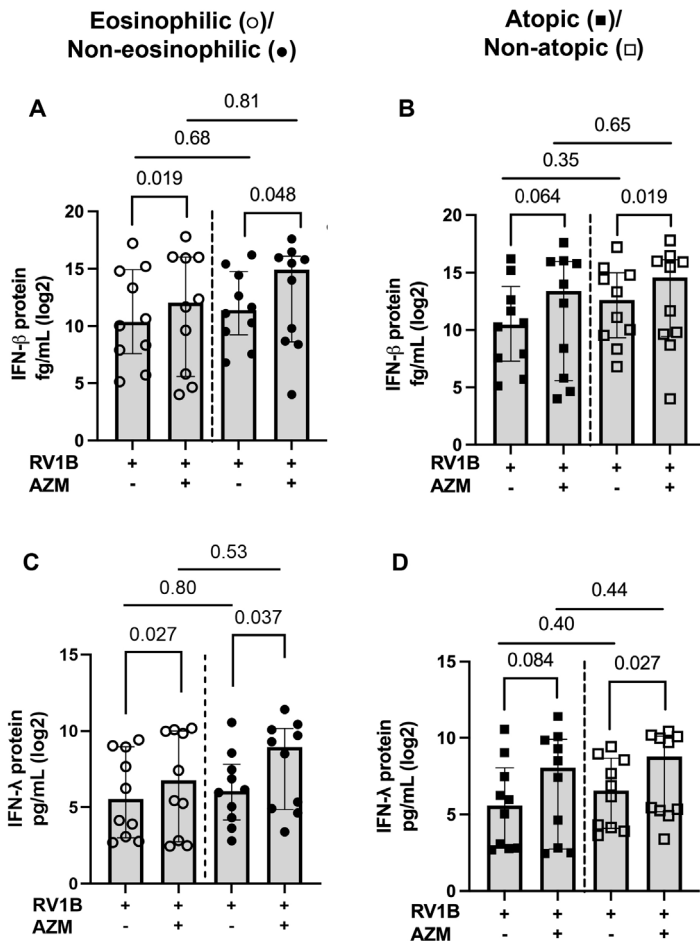 Eosinophilic (○)/
Non-eosinophilic (●)
Atopic (■)/
Non-atopic (□)
A
0.81
0.68
0.019
0.048
20
15
10
5
0
IFN-β protein
fg/mL (log2)
RV1B + + + +
AZM - + - +
B
0.65
0.35
0.064
0.019
20
15
10
5
0
IFN-β protein
fg/mL (log2)
RV1B + + + +
AZM - + - +
C
0.53
0.80
0.027
0.037
15
10
5
0
IFN-λ protein
pg/mL (log2)
RV1B + + + +
AZM - + - +
D
0.44
0.40
0.084
0.027
15
10
5
0
IFN-λ protein
pg/mL (log2)
RV1B + + + +
AZM - + - +